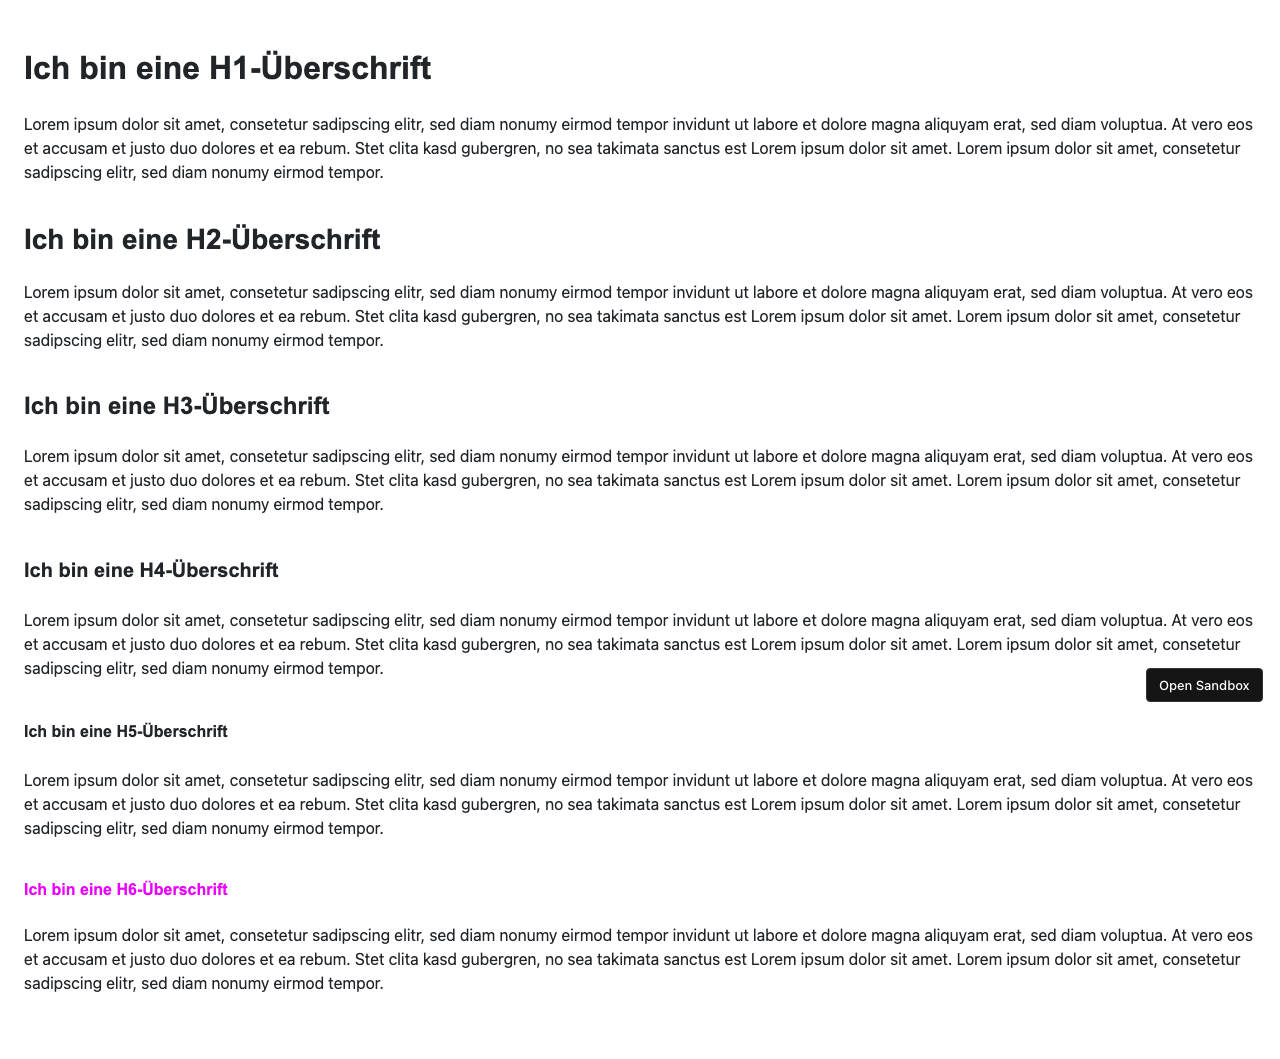 Ich bin eine H1-Überschrift
Lorem ipsum dolor sit amet, consetetur sadipscing elitr, sed diam nonumy eirmod tempor invidunt ut labore et dolore magna aliquyam erat, sed diam voluptua. At vero eos
et accusam et justo duo dolores et ea rebum. Stet clita kasd gubergren, no sea takimata sanctus est Lorem ipsum dolor sit amet. Lorem ipsum dolor sit amet, consetetur
sadipscing elitr, sed diam nonumy eirmod tempor.
Ich bin eine H2-Überschrift
Lorem ipsum dolor sit amet, consetetur sadipscing elitr, sed diam nonumy eirmod tempor invidunt ut labore et dolore magna aliquyam erat, sed diam voluptua. At vero eos
et accusam et justo duo dolores et ea rebum. Stet clita kasd gubergren, no sea takimata sanctus est Lorem ipsum dolor sit amet. Lorem ipsum dolor sit amet, consetetur
sadipscing elitr, sed diam nonumy eirmod tempor.
Ich bin eine H3-Überschrift
Lorem ipsum dolor sit amet, consetetur sadipscing elitr, sed diam nonumy eirmod tempor invidunt ut labore et dolore magna aliquyam erat, sed diam voluptua. At vero eos
et accusam et justo duo dolores et ea rebum. Stet clita kasd gubergren, no sea takimata sanctus est Lorem ipsum dolor sit amet. Lorem ipsum dolor sit amet, consetetur
sadipscing elitr, sed diam nonumy eirmod tempor.
Ich bin eine H4-Überschrift
Lorem ipsum dolor sit amet, consetetur sadipscing elitr, sed diam nonumy eirmod tempor invidunt ut labore et dolore magna aliquyam erat, sed diam voluptua. At vero eos
et accusam et justo duo dolores et ea rebum. Stet clita kasd gubergren, no sea takimata sanctus est Lorem ipsum dolor sit amet. Lorem ipsum dolor sit amet, consetetur
sadipscing elitr, sed diam nonumy eirmod tempor.
Open Sandbox
Ich bin eine H5-Überschrift
Lorem ipsum dolor sit amet, consetetur sadipscing elitr, sed diam nonumy eirmod tempor invidunt ut labore et dolore magna aliquyam erat, sed diam voluptua. At vero eos
et accusam et justo duo dolores et ea rebum. Stet clita kasd gubergren, no sea takimata sanctus est Lorem ipsum dolor sit amet. Lorem ipsum dolor sit amet, consetetur
sadipscing elitr, sed diam nonumy eirmod tempor.
Ich bin eine H6-Überschrift
Lorem ipsum dolor sit amet, consetetur sadipscing elitr, sed diam nonumy eirmod tempor invidunt ut labore et dolore magna aliquyam erat, sed diam voluptua. At vero eos
et accusam et justo duo dolores et ea rebum. Stet clita kasd gubergren, no sea takimata sanctus est Lorem ipsum dolor sit amet. Lorem ipsum dolor sit amet, consetetur
sadipscing elitr, sed diam nonumy eirmod tempor.